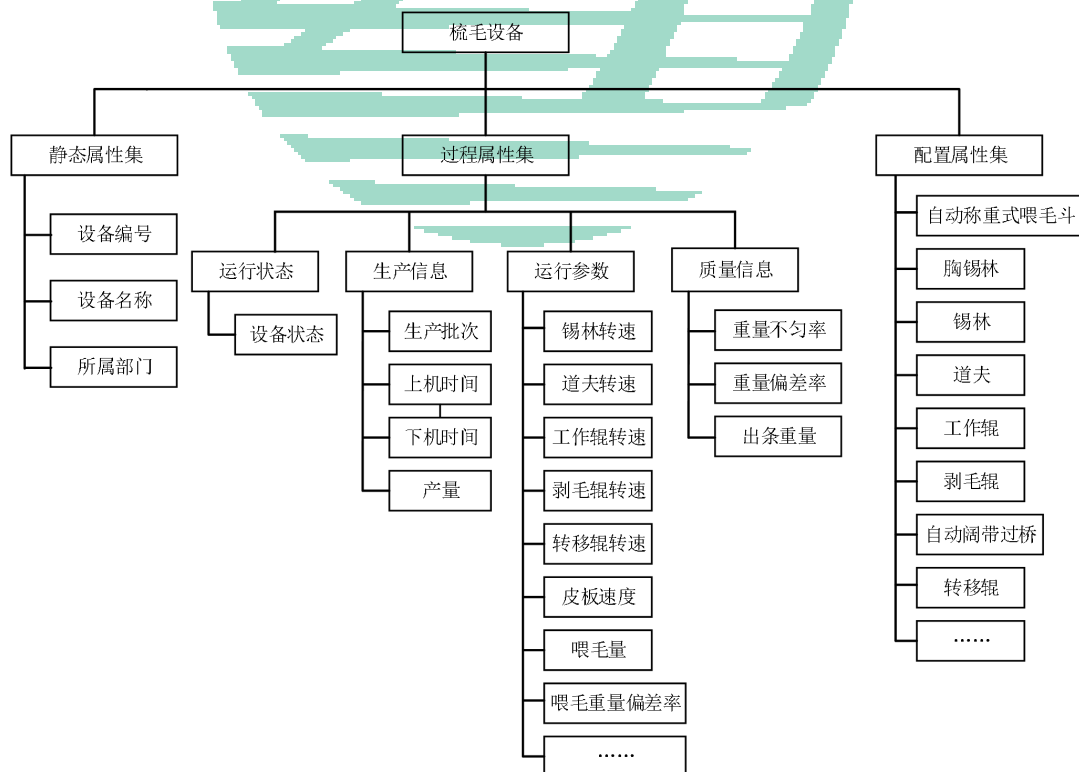 梳毛设备
静态属性集
设备编号
设备名称
所属部门
过程属性集
运行状态
设备状态
生产信息
生产批次
上机时间
下机时间
产量
运行参数
锡林转速
道夫转速
工作辊转速
剥毛辊转速
转移辊转速
皮板速度
喂毛量
喂毛重量偏差率
……
质量信息
重量不匀率
重量偏差率
出条重量
配置属性集
自动称重式喂毛斗
胸锡林
锡林
道夫
工作辊
剥毛辊
自动阔带过桥
转移辊
……